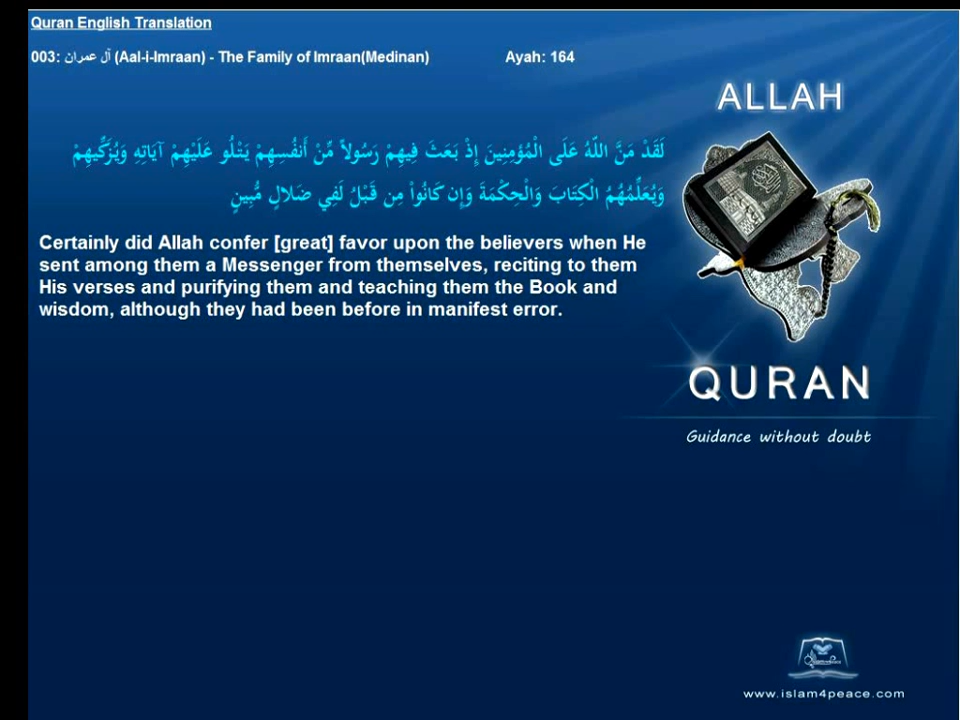 Quran English Translation
003: آل عمران (Aal-i-Imraan) - The Family of Imraan(Medinan) Ayah: 164
ALLAH
لَقَدْ مَنَّ اللّهُ عَلَى الْمُؤْمِنِينَ إِذْ بَعَثَ فِيهِمْ رَسُولاً مِّنْ أَنفُسِهِمْ يَتْلُو عَلَيْهِمْ آيَاتِهِ وَيُزَكِّيهِمْ
وَيُعَلِّمُهُمُ الْكِتَابَ وَالْحِكْمَةَ وَإِن كَانُواْ مِن قَبْلُ لَفِي ضَلالٍ مُّبِينٍ
Certainly did Allah confer [great] favor upon the believers when He
sent among them a Messenger from themselves, reciting to them
His verses and purifying them and teaching them the Book and
wisdom, although they had been before in manifest error.
QURAN
Guidance without doubt
www.islam4peace.com